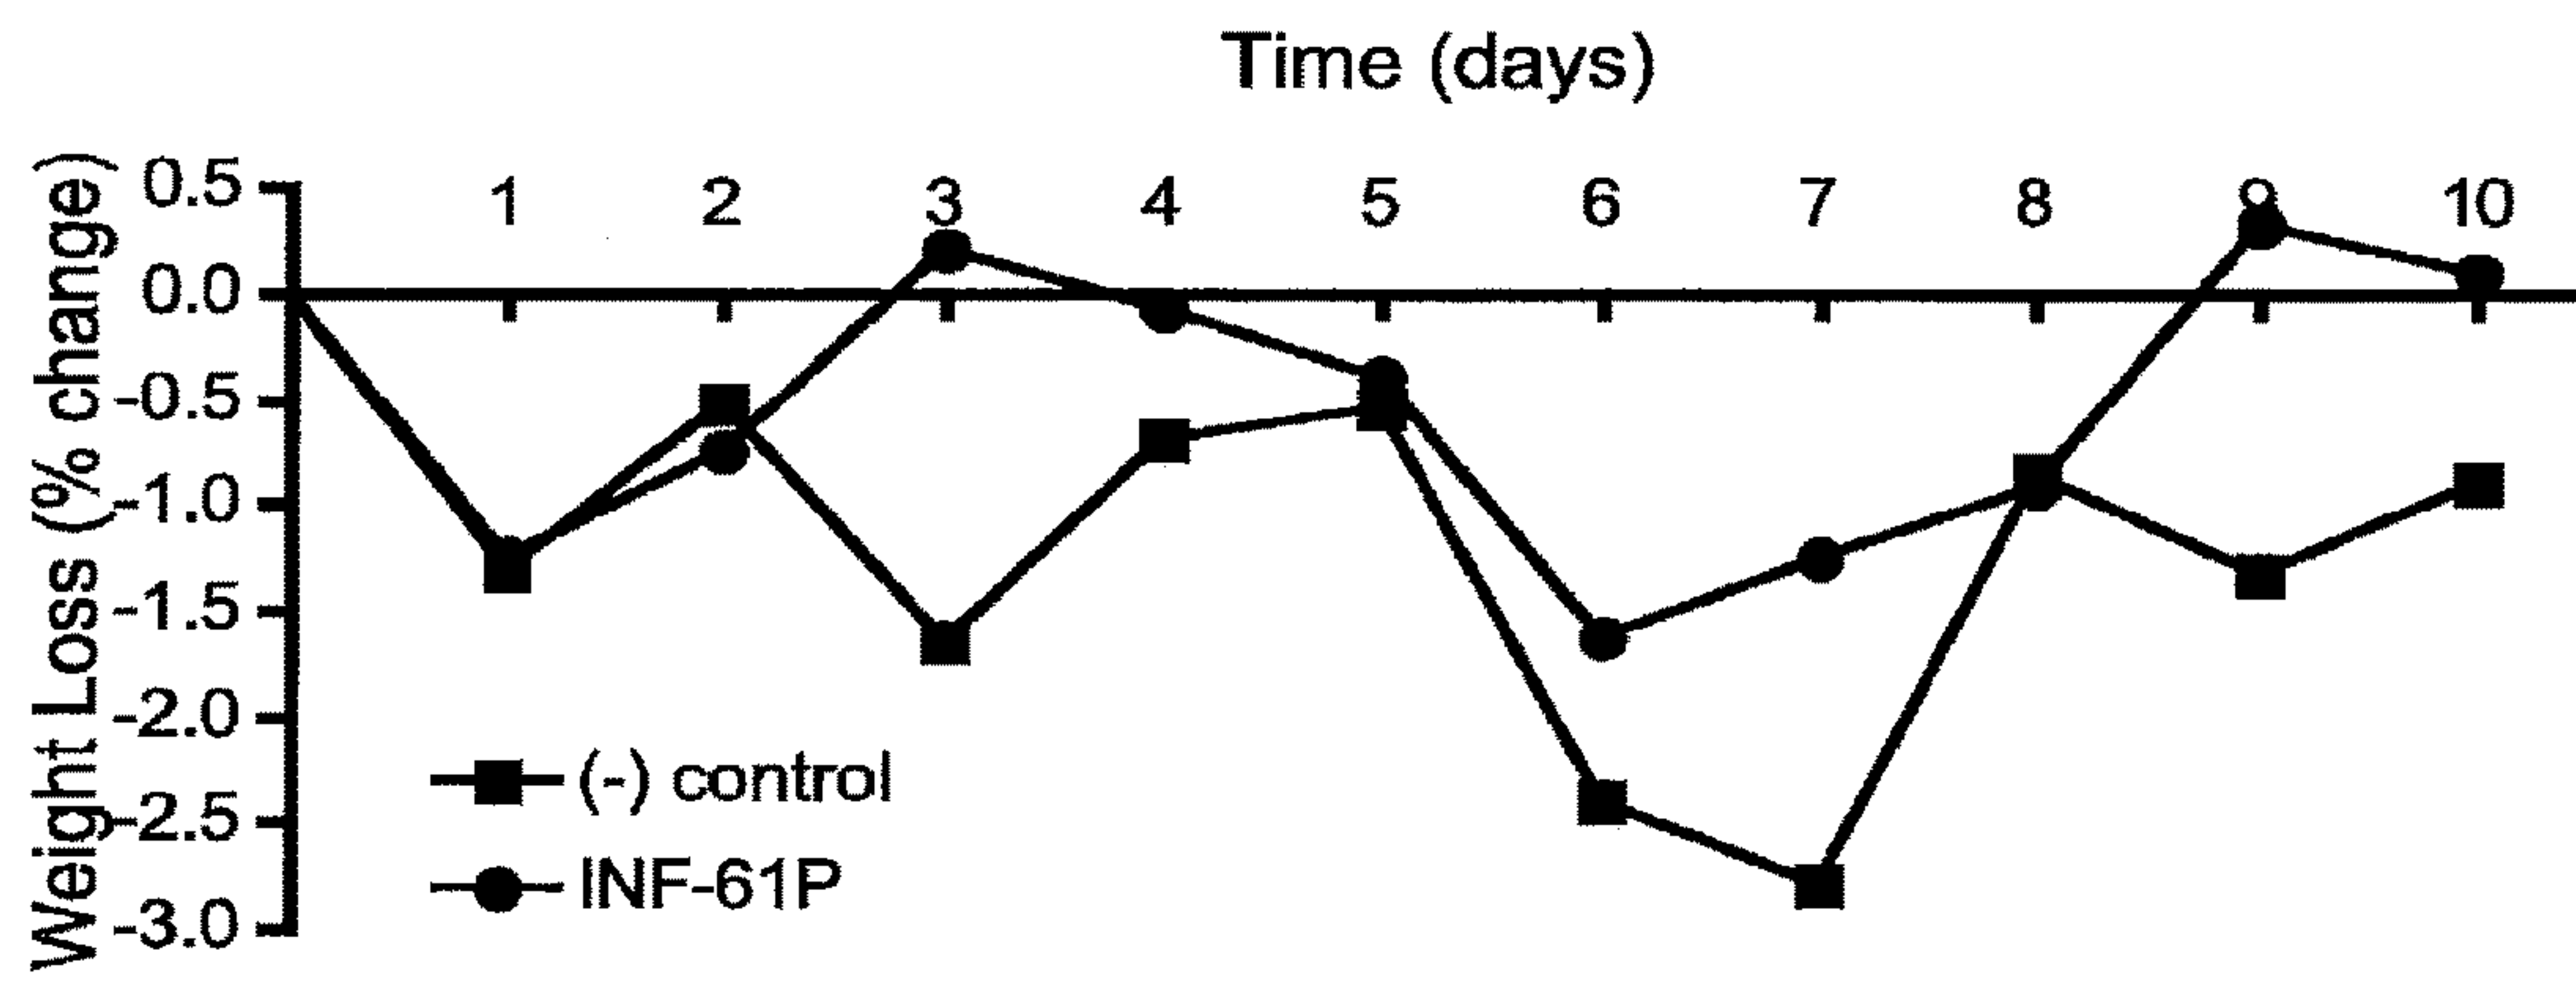 Time (days)
Weight Loss (% change)
0.5
0.0
-0.5
-1.0
-1.5
-2.0
-2.5
-3.0
1 2 3 4 5 6 7 8 9 10
(-) control
INF-61P